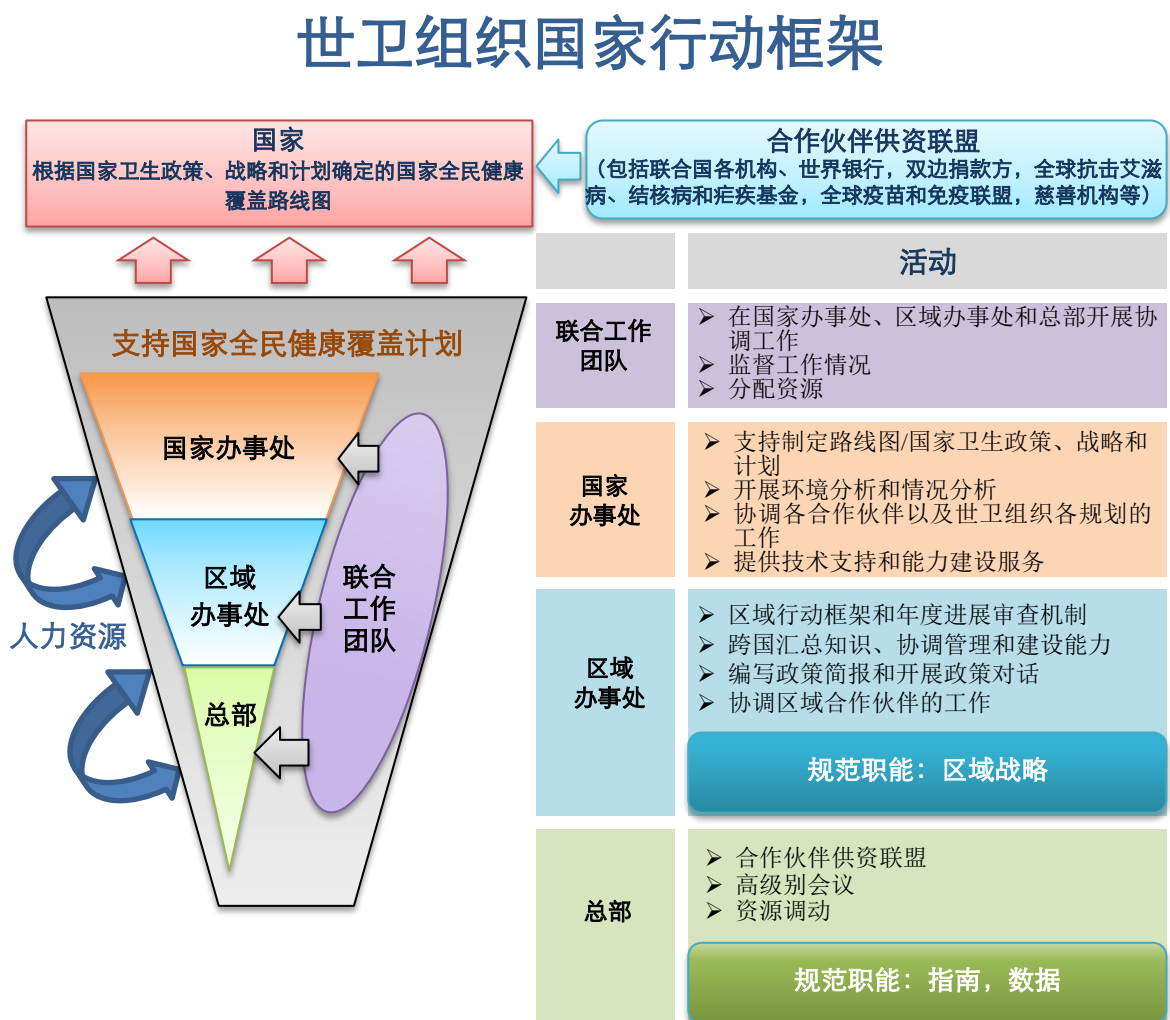 世卫组织国家行动框架
国家
根据国家卫生政策、战略和计划确定的国家全民健康
覆盖路线图
合作伙伴供资联盟
（包括联合国各机构、世界银行，双边捐款方，全球抗击艾滋
病、结核病和疟疾基金，全球疫苗和免疫联盟，慈善机构等）
支持国家全民健康覆盖计划
国家办事处
区域
办事处
总部
联合
工作
团队
人力资源
活动
联合工作
团队
➢ 在国家办事处、区域办事处和总部开展协
调工作
➢ 监督工作情况
➢ 分配资源
国家
办事处
➢ 支持制定路线图/国家卫生政策、战略和
计划
➢ 开展环境分析和情况分析
➢ 协调各合作伙伴以及世卫组织各规划的
工作
➢ 提供技术支持和能力建设服务
区域
办事处
➢ 区域行动框架和年度进展审查机制
➢ 跨国汇总知识、协调管理和建设能力
➢ 编写政策简报和开展政策对话
➢ 协调区域合作伙伴的工作
规范职能：区域战略
总部
➢ 合作伙伴供资联盟
➢ 高级别会议
➢ 资源调动
规范职能：指南，数据